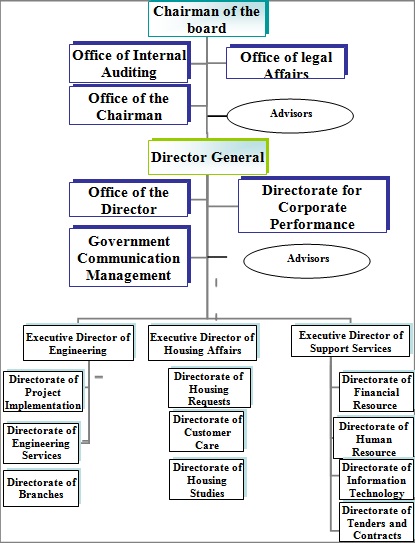 Chairman of the
board
Office of Internal
Auditing
Office of legal
Affairs
Office of the
Chairman
Advisors
Director General
Office of the
Director
Directorate for
Corporate
Performance
Government
Communication
Management
Advisors
Executive Director of
Engineering
Executive Director of
Housing Affairs
Executive Director of
Support Services
Directorate of
Project
Implementation
Directorate of
Engineering
Services
Directorate of
Branches
Directorate of
Housing
Requests
Directorate of
Customer
Care
Directorate of
Housing
Studies
Directorate of
Financial
Resource
Directorate of
Human
Resource
Directorate of
Information
Technology
Directorate of
Tenders and
Contracts